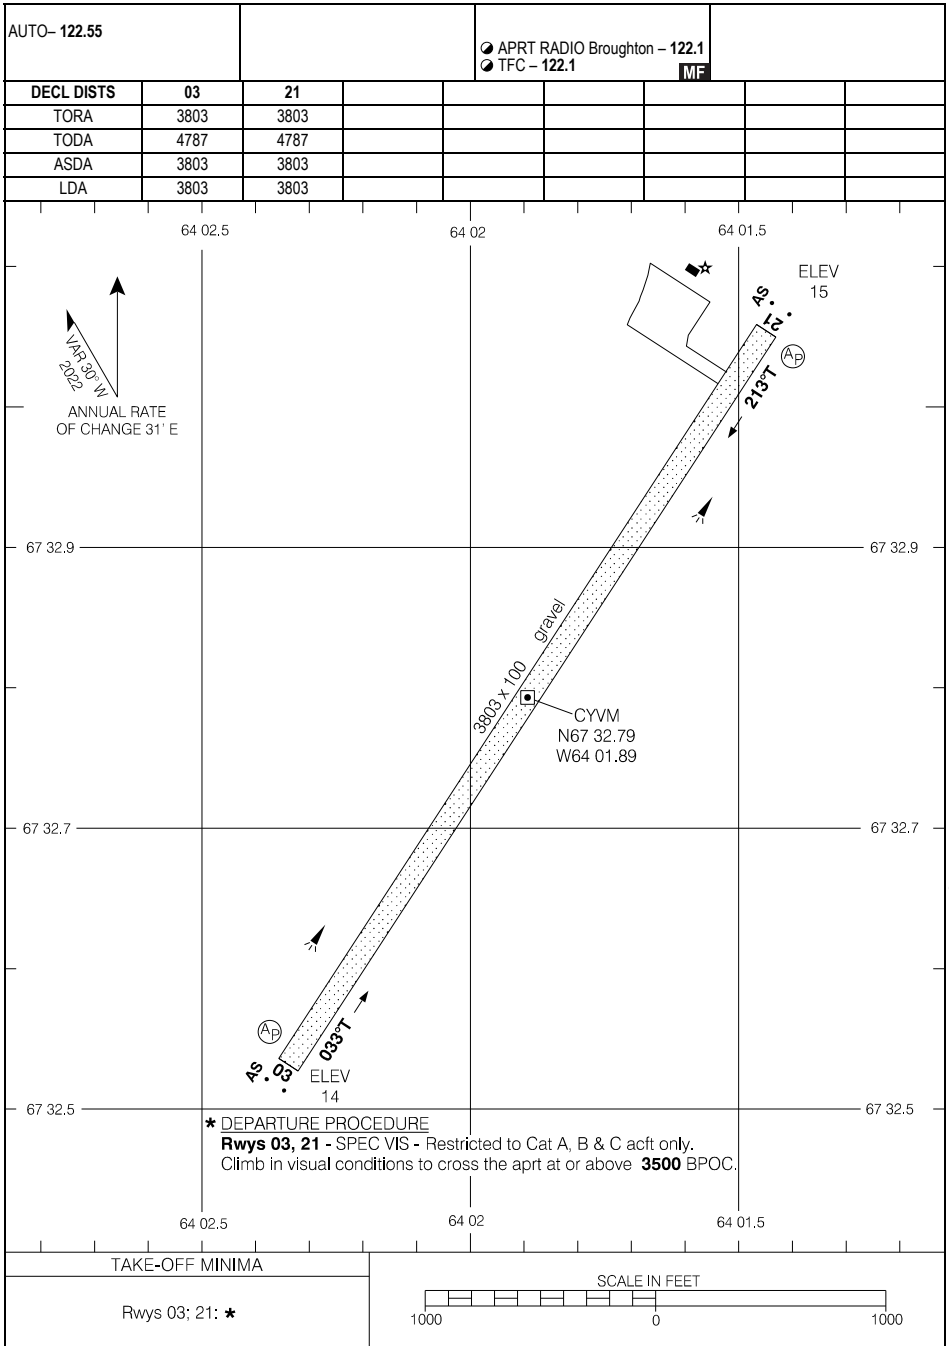 AUTO– 122.55
APRT RADIO Broughton – 122.1
TFC – 122.1
MF
DECL DISTS 03 21
TORA 3803 3803
TODA 4787 4787
ASDA 3803 3803
LDA 3803 3803
64 02.5 64 02 64 01.5
ELEV
15
AS
21
AP
213°T
VAR 30° W
2022
ANNUAL RATE
OF CHANGE 31' E
67 32.9 67 32.9
gravel
3803 x 100
CYVM
N67 32.79
W64 01.89
67 32.7 67 32.7
AP
033°T
AS
03
ELEV
14
67 32.5 67 32.5
* DEPARTURE PROCEDURE
Rwys 03, 21 - SPEC VIS - Restricted to Cat A, B & C acft only.
Climb in visual conditions to cross the aprt at or above 3500 BPOC.
64 02.5 64 02 64 01.5
TAKE-OFF MINIMA
Rwys 03; 21: *
SCALE IN FEET
1000 0 1000